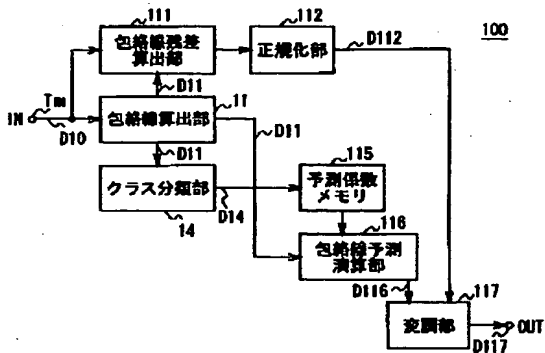 111
112
100
包絡線残差
算出部
正規化部
D112
D11
Tm
IN
D10
包絡線算出部
11
D11
D11
115
クラス分類部
予測係数
メモリ
14
D14
116
包絡線予測
演算部
D116
117
変調部
OUT
D117